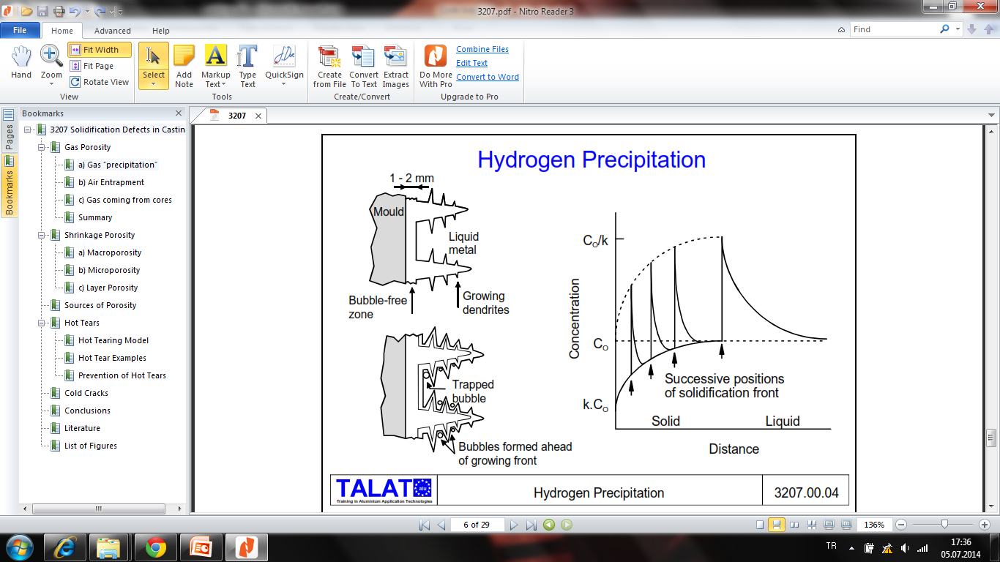 3207.pdf - Nitro Reader 3
File
Home
Advanced
Help
Find
Hand
Zoom
Fit Width
Fit Page
Rotate View
View
Select
Add
Note
Markup
Text
Type
Text
QuickSign
Tools
Create
from File
Convert
To Text
Extract
Images
Create/Convert
Do More
With Pro
Combine Files
Edit Text
Convert to Word
Upgrade to Pro
Pages
Bookmarks
Bookmarks
3207 Solidification Defects in Castin
Gas Porosity
a) Gas "precipitation"
b) Air Entrapment
c) Gas coming from cores
Summary
Shrinkage Porosity
a) Macroporosity
b) Microporosity
c) Layer Porosity
Sources of Porosity
Hot Tears
Hot Tearing Model
Hot Tear Examples
Prevention of Hot Tears
Cold Cracks
Conclusions
Literature
List of Figures
3207
Hydrogen Precipitation
1 - 2 mm
Mould
Liquid
metal
Bubble-free
zone
Growing
dendrites
Trapped
bubble
Bubbles formed ahead
of growing front
Concentration
C₀/k
C₀
k.C₀
Successive positions
of solidification front
Solid
Liquid
Distance
TALAT
alu
Training in Aluminium Application Technologies
Hydrogen Precipitation
3207.00.04
6 of 29
136%
TR
17:36
05.07.2014